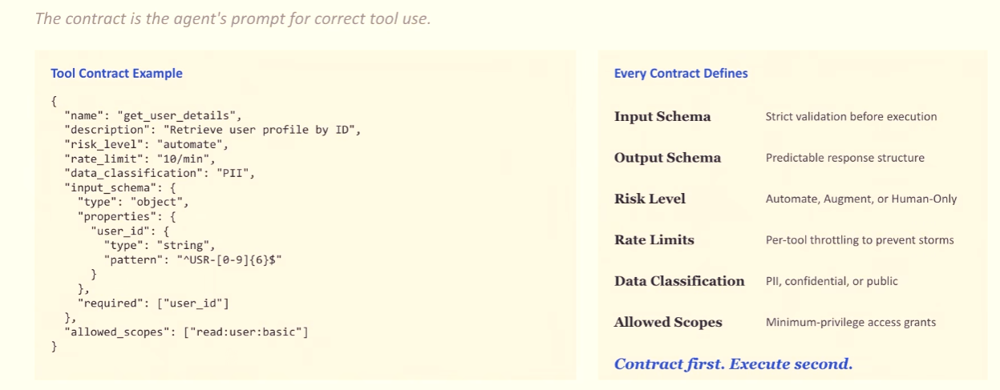 The contract is the agent's prompt for correct tool use.
Tool Contract Example
{
  "name": "get_user_details",
  "description": "Retrieve user profile by ID",
  "risk_level": "automate",
  "rate_limit": "10/min",
  "data_classification": "PII",
  "input_schema": {
    "type": "object",
    "properties": {
      "user_id": {
        "type": "string",
        "pattern": "^USR-[0-9]{6}$"
      }
    },
    "required": ["user_id"]
  },
  "allowed_scopes": ["read:user:basic"]
}
Every Contract Defines
Input Schema Strict validation before execution
Output Schema Predictable response structure
Risk Level Automate, Augment, or Human-Only
Rate Limits Per-tool throttling to prevent storms
Data Classification PII, confidential, or public
Allowed Scopes Minimum-privilege access grants
Contract first. Execute second.